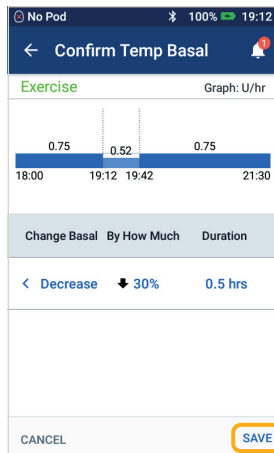 No Pod 100% 19:12
Confirm Temp Basal 1
Exercise Graph: U/hr
0.75 0.52 0.75
18:00 19:12 19:42 21:30
Change Basal By How Much Duration
Decrease 30% 0.5 hrs
CANCEL SAVE